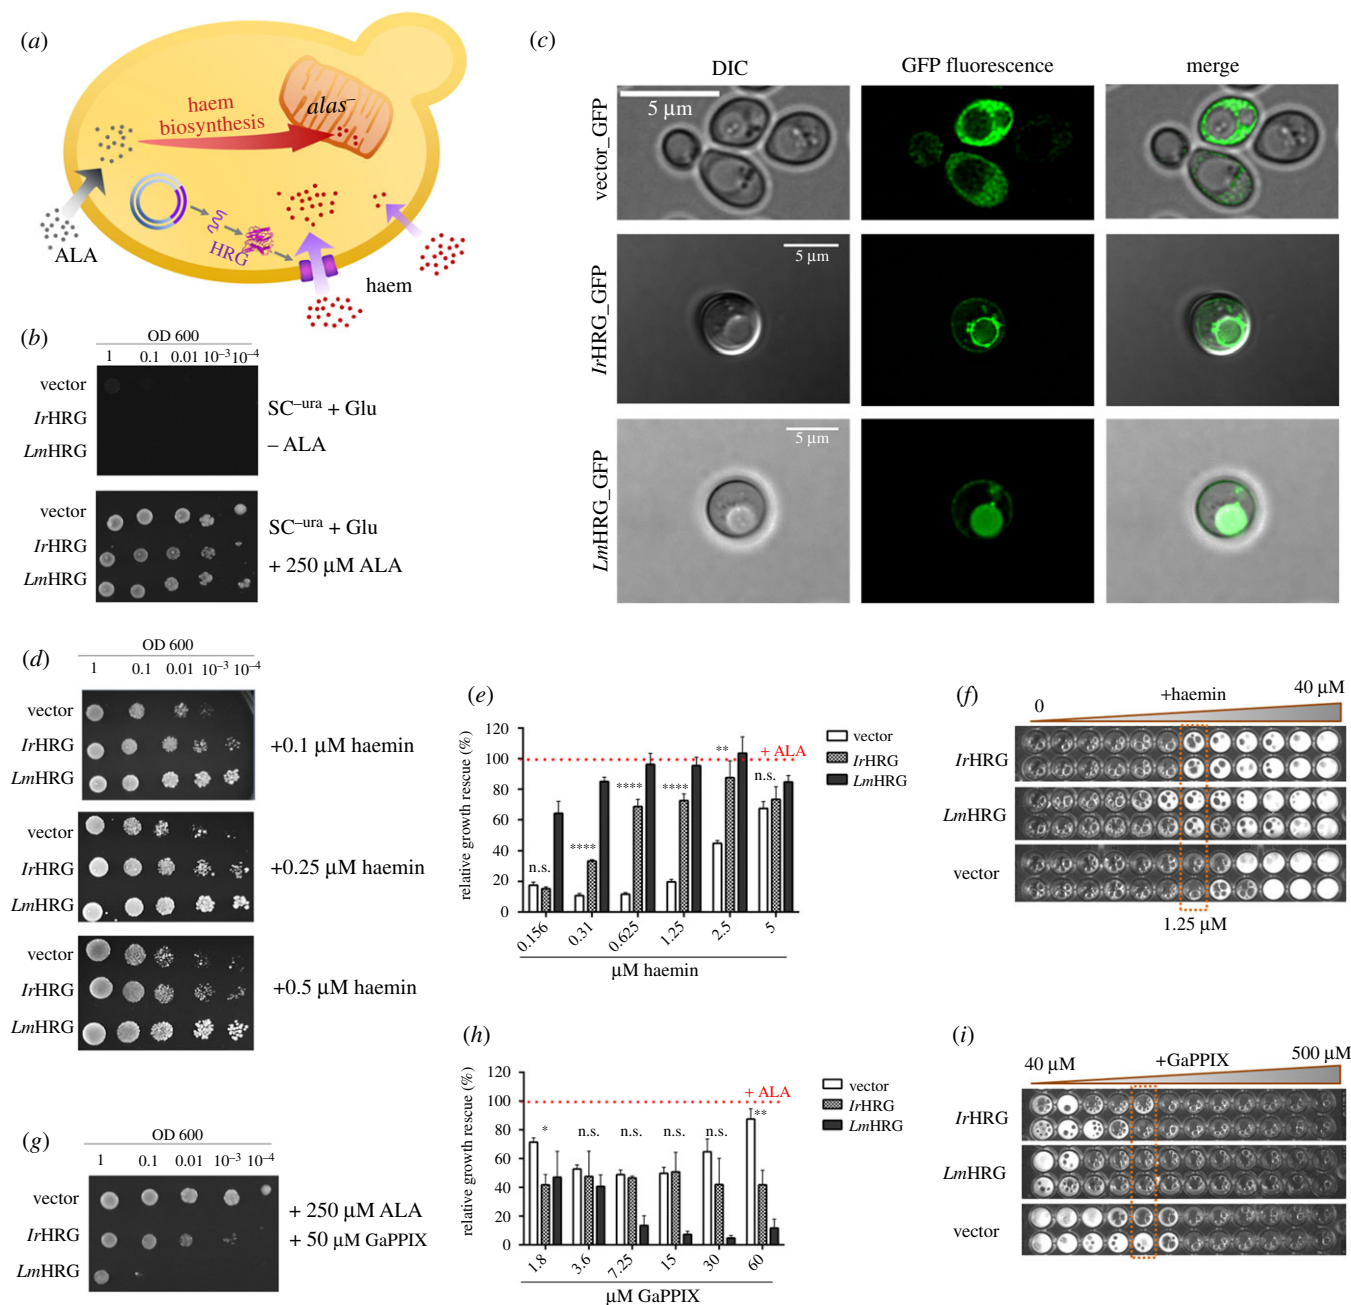 (a)
haem
biosynthesis
alas–
ALA
HRG
haem
(b)
OD 600
1 0.1 0.01 10–3 10–4
vector
IrHRG
LmHRG
SC–ura + Glu
– ALA
vector
IrHRG
LmHRG
SC–ura + Glu
+ 250 µM ALA
(c)
DIC GFP fluorescence merge
vector_GFP
5 µm
IrHRG_GFP
5 µm
LmHRG_GFP
5 µm
(d)
OD 600
1 0.1 0.01 10–3 10–4
vector
IrHRG
LmHRG
+0.1 µM haemin
vector
IrHRG
LmHRG
+0.25 µM haemin
vector
IrHRG
LmHRG
+0.5 µM haemin
(e)
relative growth rescue (%)
120
100
80
60
40
20
0
n.s. **** **** **** ** n.s.
+ ALA
vector
IrHRG
LmHRG
0.156 0.31 0.625 1.25 2.5 5
µM haemin
(f)
0 +haemin 40 µM
IrHRG
LmHRG
vector
1.25 µM
(g)
OD 600
1 0.1 0.01 10–3 10–4
vector
IrHRG
LmHRG
+ 250 µM ALA
+ 50 µM GaPPIX
(h)
relative growth rescue (%)
120
100
80
60
40
20
0
* n.s. n.s. n.s. n.s. **
+ ALA
vector
IrHRG
LmHRG
1.8 3.6 7.25 15 30 60
µM GaPPIX
(i)
40 µM +GaPPIX 500 µM
IrHRG
LmHRG
vector